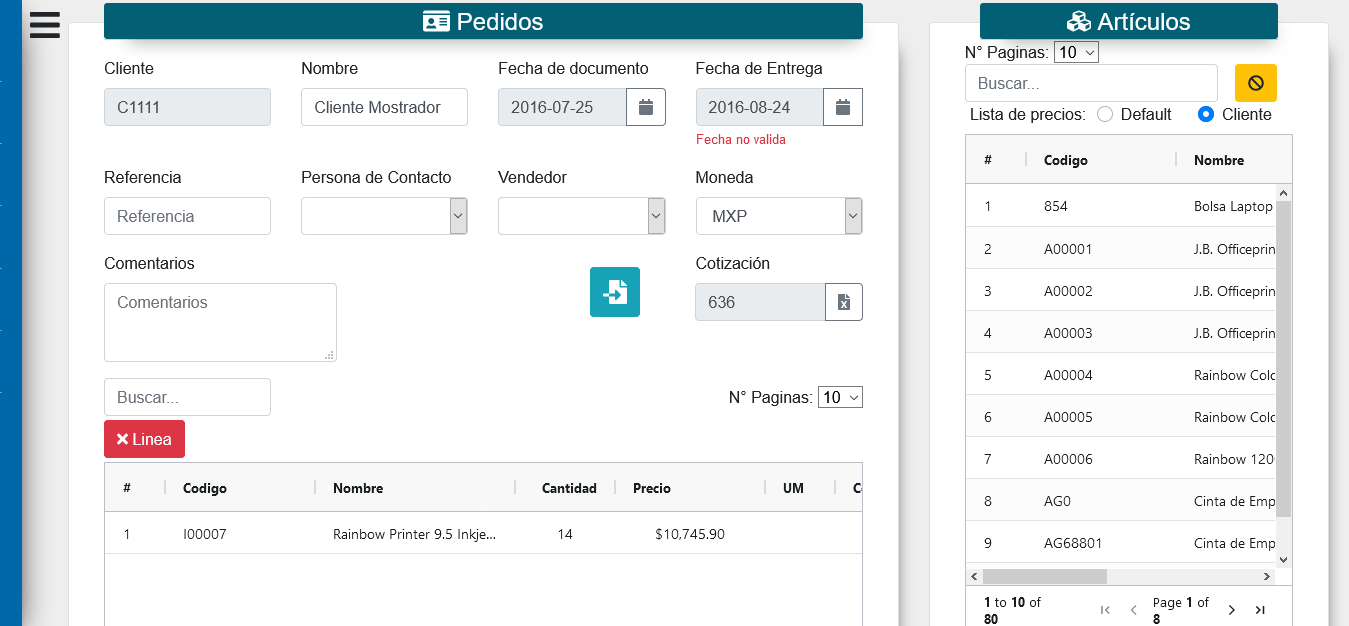 Pedidos
Cliente Nombre Fecha de documento Fecha de Entrega
C1111 Cliente Mostrador 2016-07-25 2016-08-24
Fecha no valida
Referencia Persona de Contacto Vendedor Moneda
Referencia MXP
Comentarios Cotización
Comentarios 636
Buscar... N° Paginas: 10
Linea
# Codigo Nombre Cantidad Precio UM
1 I00007 Rainbow Printer 9.5 Inkje... 14 $10,745.90
Artículos
N° Paginas: 10
Buscar...
Lista de precios: Default Cliente
# Codigo Nombre
1 854 Bolsa Laptop
2 A00001 J.B. Officeprin
3 A00002 J.B. Officeprin
4 A00003 J.B. Officeprin
5 A00004 Rainbow Colo
6 A00005 Rainbow Colo
7 A00006 Rainbow 120
8 AG0 Cinta de Emp
9 AG68801 Cinta de Emp
1 to 10 of 80 Page 1 of 8